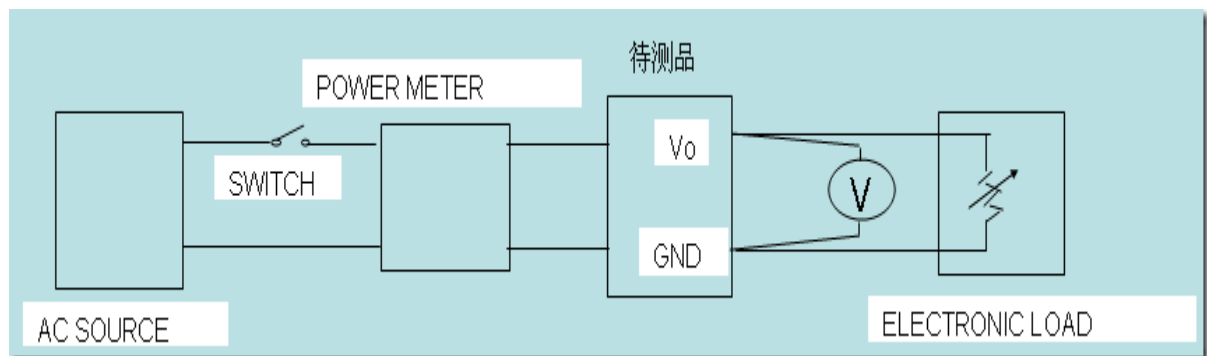 待测品
POWER METER
Vo
SWITCH
V
GND
AC SOURCE
ELECTRONIC LOAD